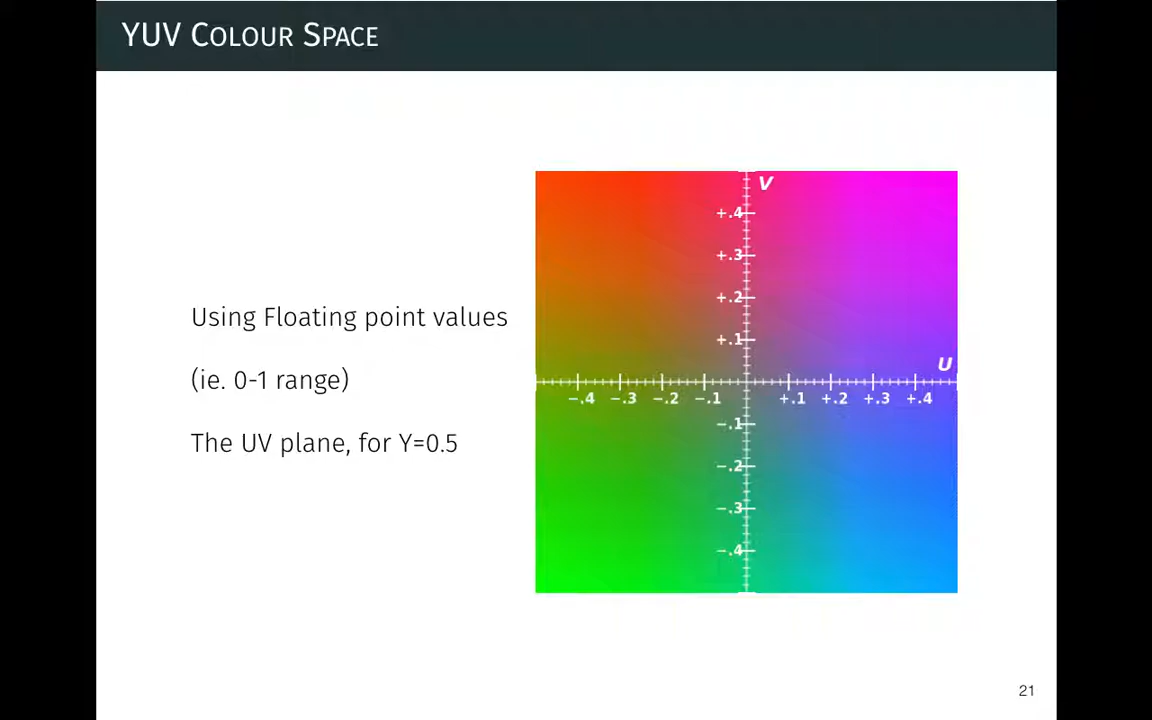 YUV COLOUR SPACE
Using Floating point values
(ie. 0-1 range)
The UV plane, for Y=0.5
V
+.4
+.3
+.2
+.1
U
−.4 −.3 −.2 −.1 +.1 +.2 +.3 +.4
−.1
−.2
−.3
−.4
21